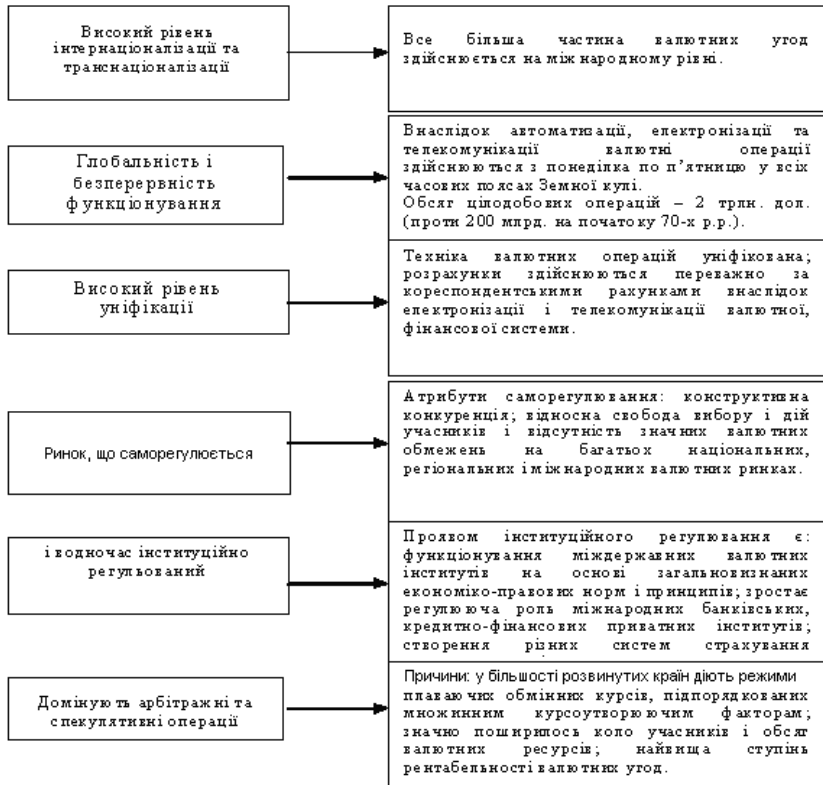 Високий рівень
інтернаціоналізації та
транснаціоналізації
Все більша частина валютних угод
здійснюється на міжнародному рівні.
Глобальність і
безперервність
функціонування
Внаслідок автоматизації, електронізації та
телекомунікації валютні операції
здійснюються з понеділка по п’ятницю у всіх
часових поясах Земної кулі.
Обсяг цілодобових операцій – 2 трлн. дол.
(проти 200 млрд. на початоку 70-х р.р.).
Високий рівень
уніфікації
Техніка валютних операцій уніфікована;
розрахунки здійснюються переважно за
кореспондентськими рахунками внаслідок
електронізації і телекомунікації валютної,
фінансової системи.
Ринок, що саморегулюється
Атрибути саморегулювання: конструктивна
конкуренція; відносна свобода вибору і дій
учасників і відсутність значних валютних
обмежень на багатьох національних,
регіональних і міжнародних валютних ринках.
і водночас інституційно
регульований
Проявом інституційного регулювання є:
функціонування міждержавних валютних
інститутів на основі загальновизнаних
економіко-правових норм і принципів; зростає
регулююча роль міжнародних банківських,
кредитно-фінансових приватних інститутів;
створення різних систем страхування
Домінують арбітражні та
спекулятивні операції
Причини: у більшості розвинутих країн діють режими
плаваючих обмінних курсів, підпорядкованих
множинним курсоутворюючим факторам;
значно поширилось коло учасників і обсяг
валютних ресурсів; найвища ступінь
рентабельності валютних угод.